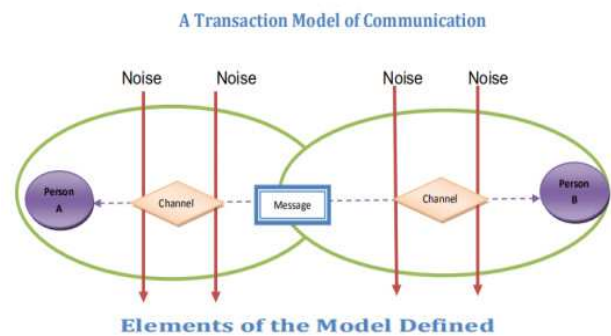 A Transaction Model of Communication
Noise Noise Noise Noise
Person A
Channel
Message
Channel
Person B
Elements of the Model Defined